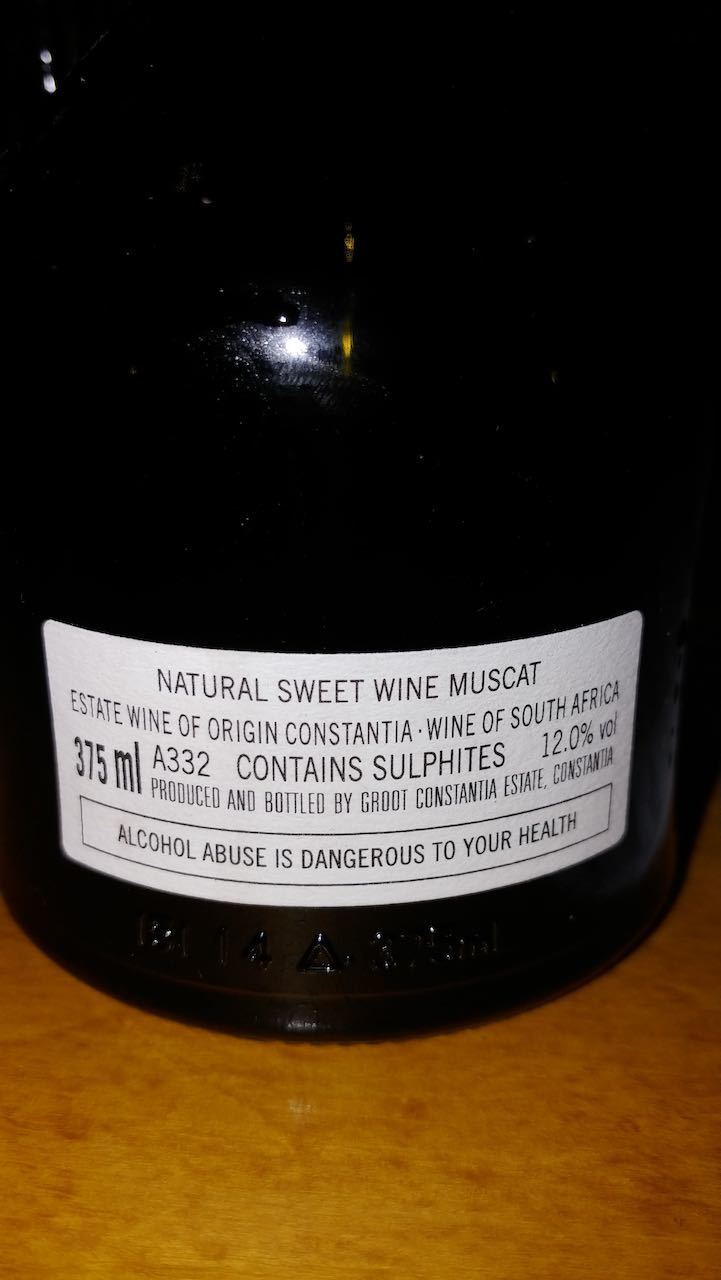 NATURAL SWEET WINE MUSCAT
ESTATE WINE OF ORIGIN CONSTANTIA · WINE OF SOUTH AFRICA
375 ml A332 CONTAINS SULPHITES 12.0% vol
PRODUCED AND BOTTLED BY GROOT CONSTANTIA ESTATE, CONSTANTIA
ALCOHOL ABUSE IS DANGEROUS TO YOUR HEALTH
14 375ml